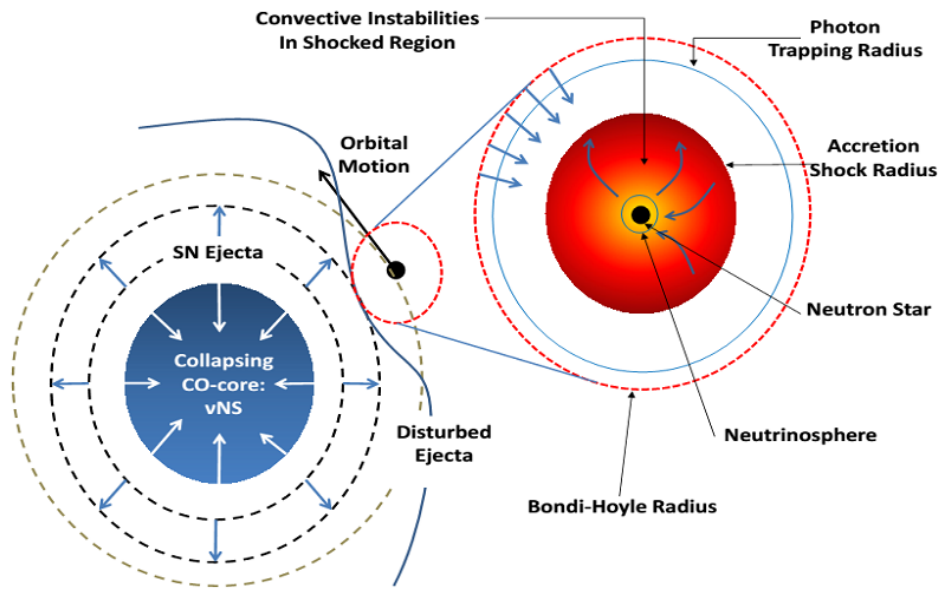 Convective Instabilities
In Shocked Region
Photon
Trapping Radius
Orbital
Motion
Accretion
Shock Radius
SN Ejecta
Neutron Star
Collapsing
CO-core:
νNS
Disturbed
Ejecta
Neutrinosphere
Bondi-Hoyle Radius